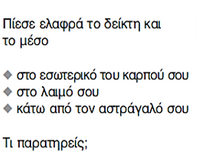 Πίεσε ελαφρά το δείκτη και
το μέσο
❖ στο εσωτερικό του καρπού σου
❖ στο λαιμό σου
❖ κάτω από τον αστράγαλό σου
Τι παρατηρείς;